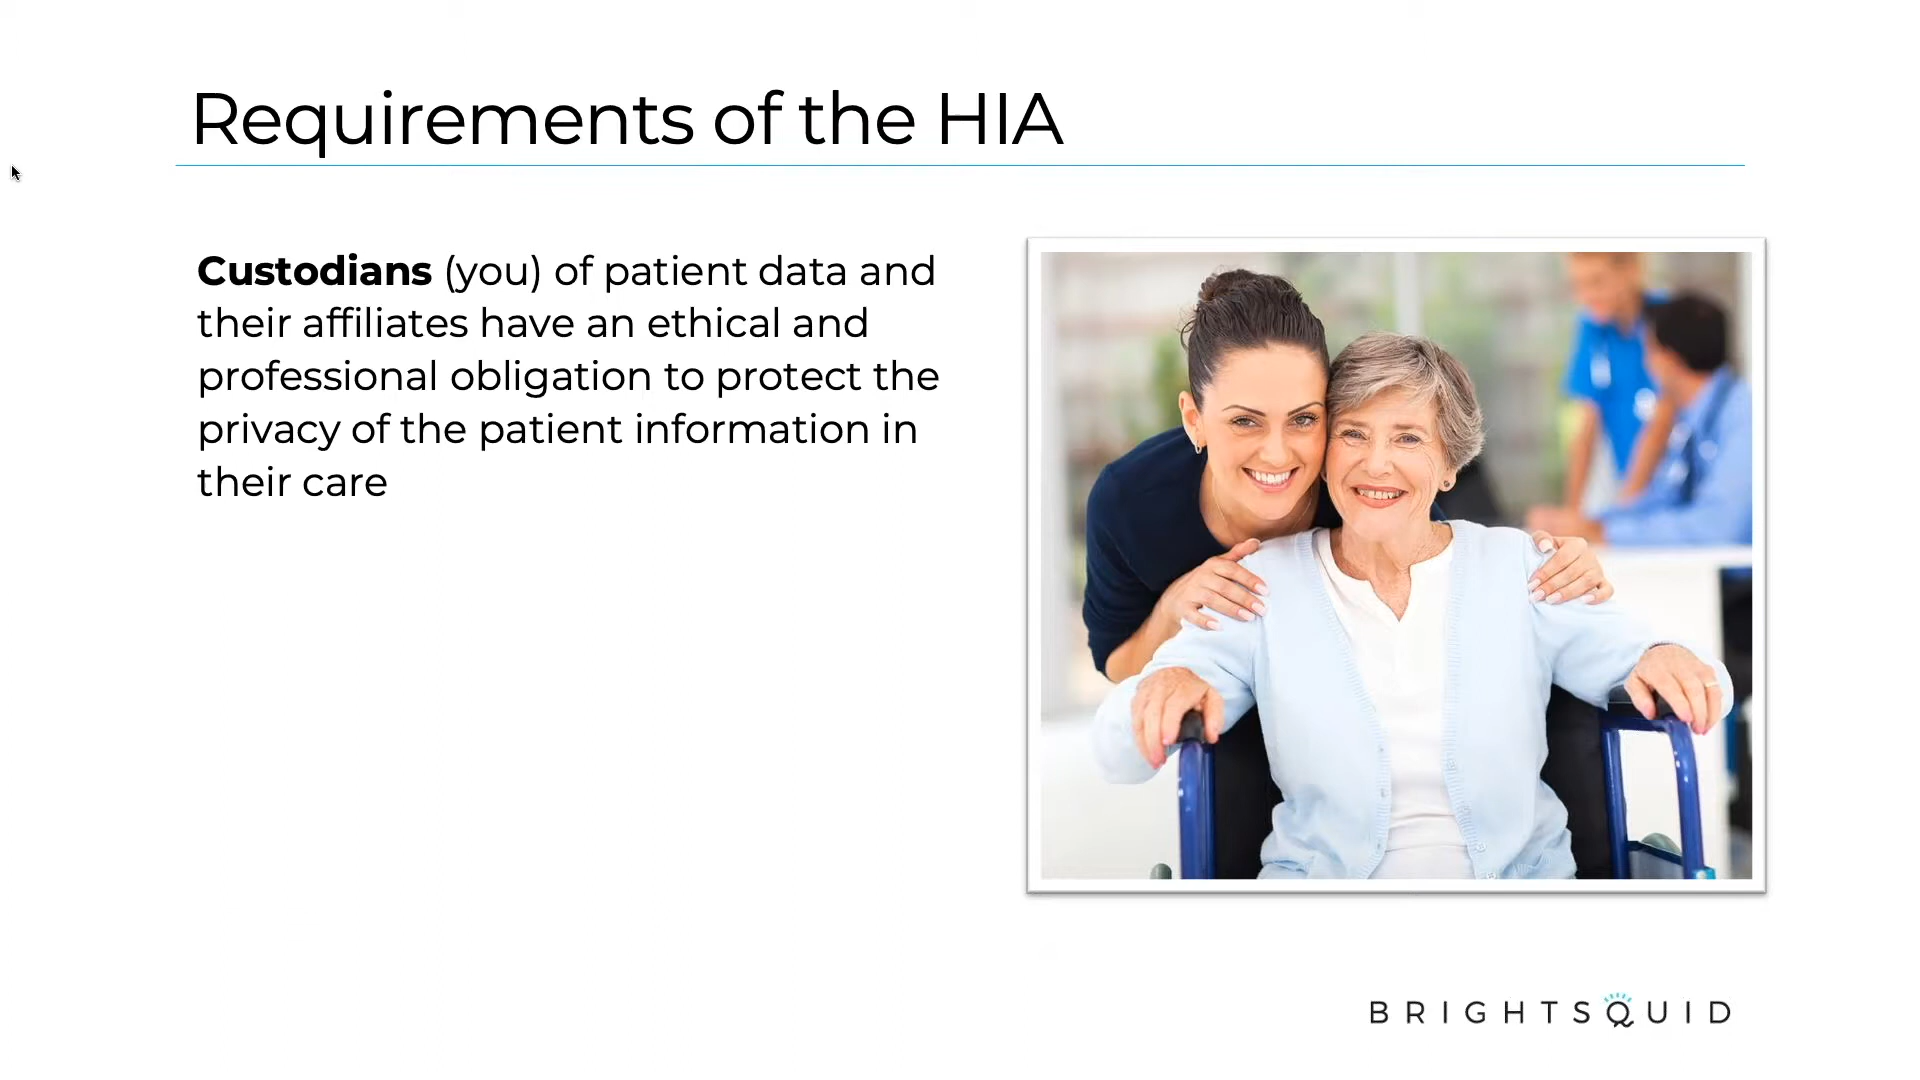 Requirements of the HIA
Custodians (you) of patient data and
their affiliates have an ethical and
professional obligation to protect the
privacy of the patient information in
their care
BRIGHTSQUID